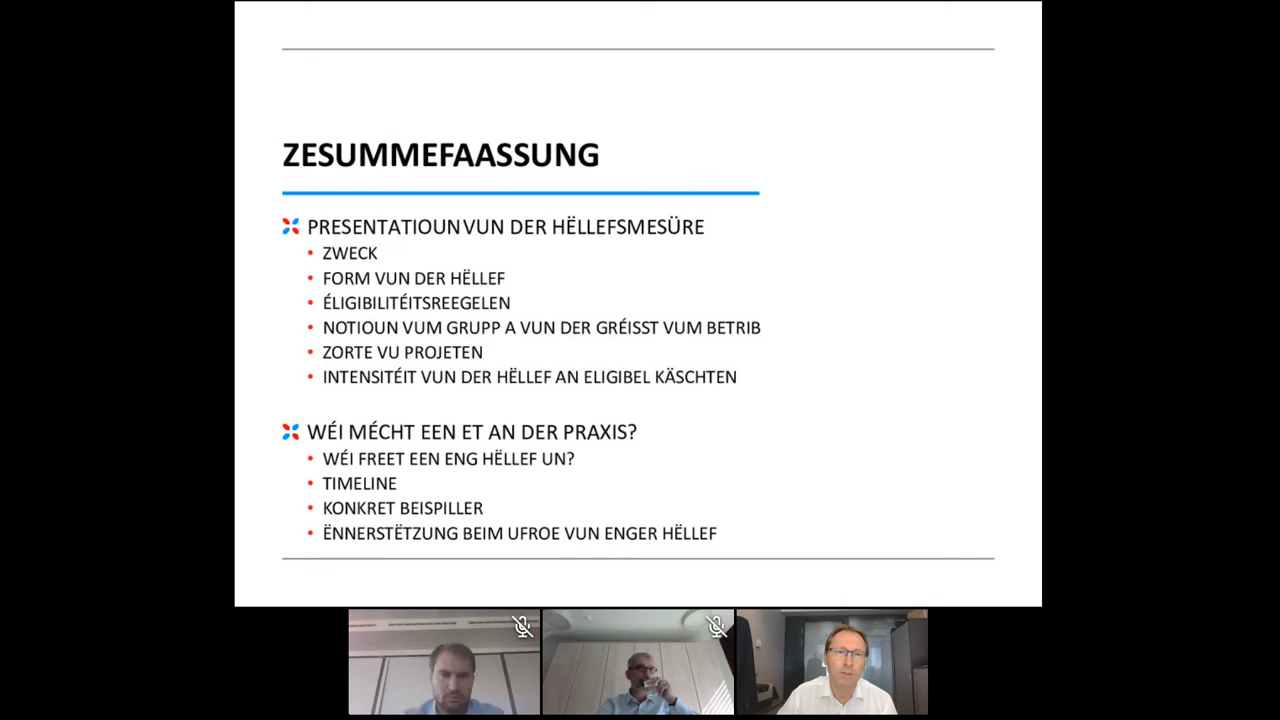 ZESUMMEFAASSUNG
PRESENTATIOUN VUN DER HËLLEFSMESÜRE
• ZWECK
• FORM VUN DER HËLLEF
• ÉLIGIBILITÉITSREEGELEN
• NOTIOUN VUM GRUPP A VUN DER GRÉISST VUM BETRIB
• ZORTE VU PROJETEN
• INTENSITÉIT VUN DER HËLLEF AN ELIGIBEL KÄSCHTEN
WÉI MÉCHT EEN ET AN DER PRAXIS?
• WÉI FREET EEN ENG HËLLEF UN?
• TIMELINE
• KONKRET BEISPILLER
• ËNNERSTËTZUNG BEIM UFROE VUN ENGER HËLLEF